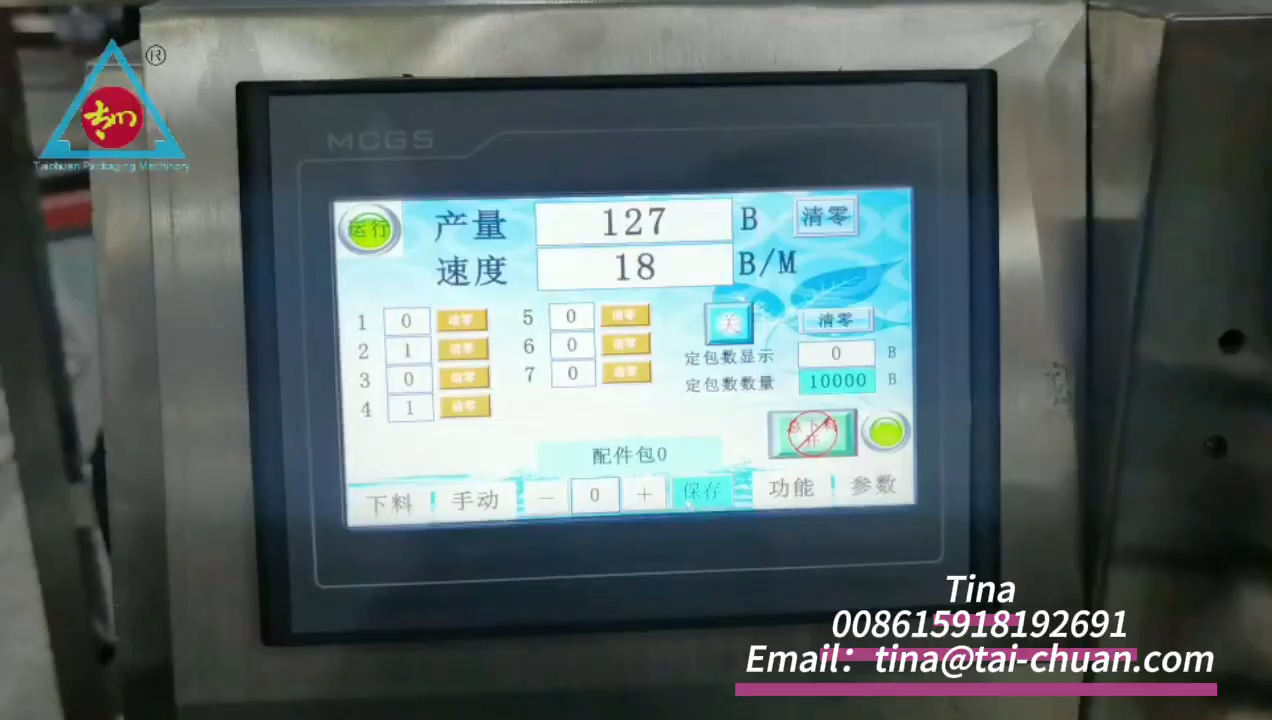 ®
Taichuan Packaging Machinery
MCGS
运行 产量 127 B 清零
速度 18 B/M
1 0 清零 5 0 清零 关 清零
2 1 清零 6 0 清零 定包数显示 0 B
3 0 清零 7 0 清零 定包数数量 10000 B
4 1 清零
配件包0
下料 手动 － 0 ＋ 保存 功能 参数
Tina
008615918192691
Email：tina@tai-chuan.com